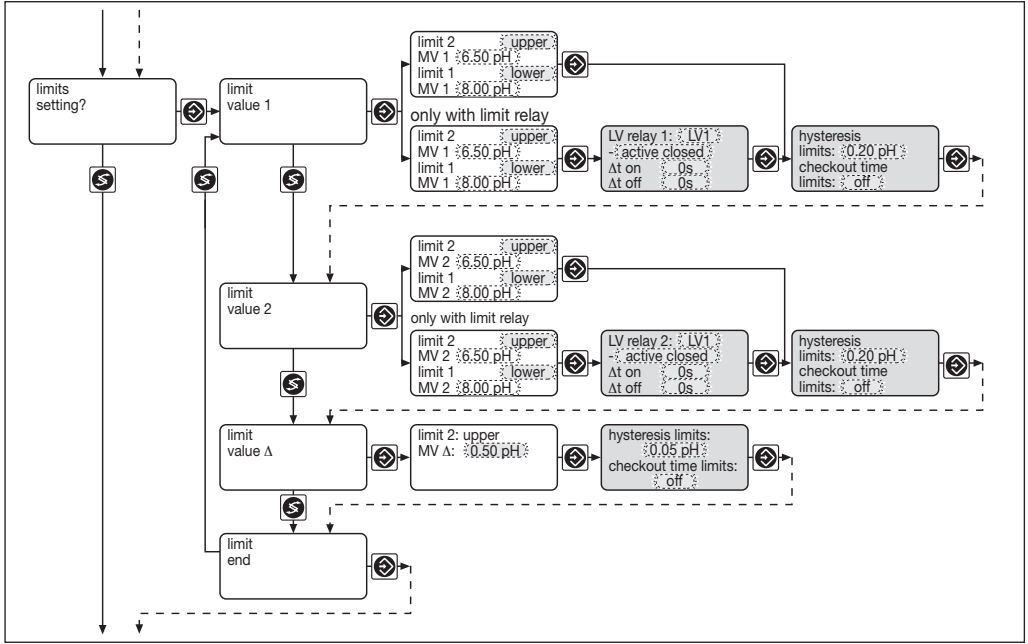 limits
setting?
limit
value 1
limit 2 upper
MV 1 6.50 pH
limit 1 lower
MV 1 8.00 pH
only with limit relay
limit 2 upper
MV 1 6.50 pH
limit 1 lower
MV 1 8.00 pH
LV relay 1: LV1
- active closed
Δt on 0s
Δt off 0s
hysteresis
limits: 0.20 pH
checkout time
limits: off
limit
value 2
limit 2 upper
MV 2 6.50 pH
limit 1 lower
MV 2 8.00 pH
only with limit relay
limit 2 upper
MV 2 6.50 pH
limit 1 lower
MV 2 8.00 pH
LV relay 2: LV1
- active closed
Δt on 0s
Δt off 0s
hysteresis
limits: 0.20 pH
checkout time
limits: off
limit
value Δ
limit 2: upper
MV Δ: 0.50 pH
hysteresis limits:
0.05 pH
checkout time limits:
off
limit
end